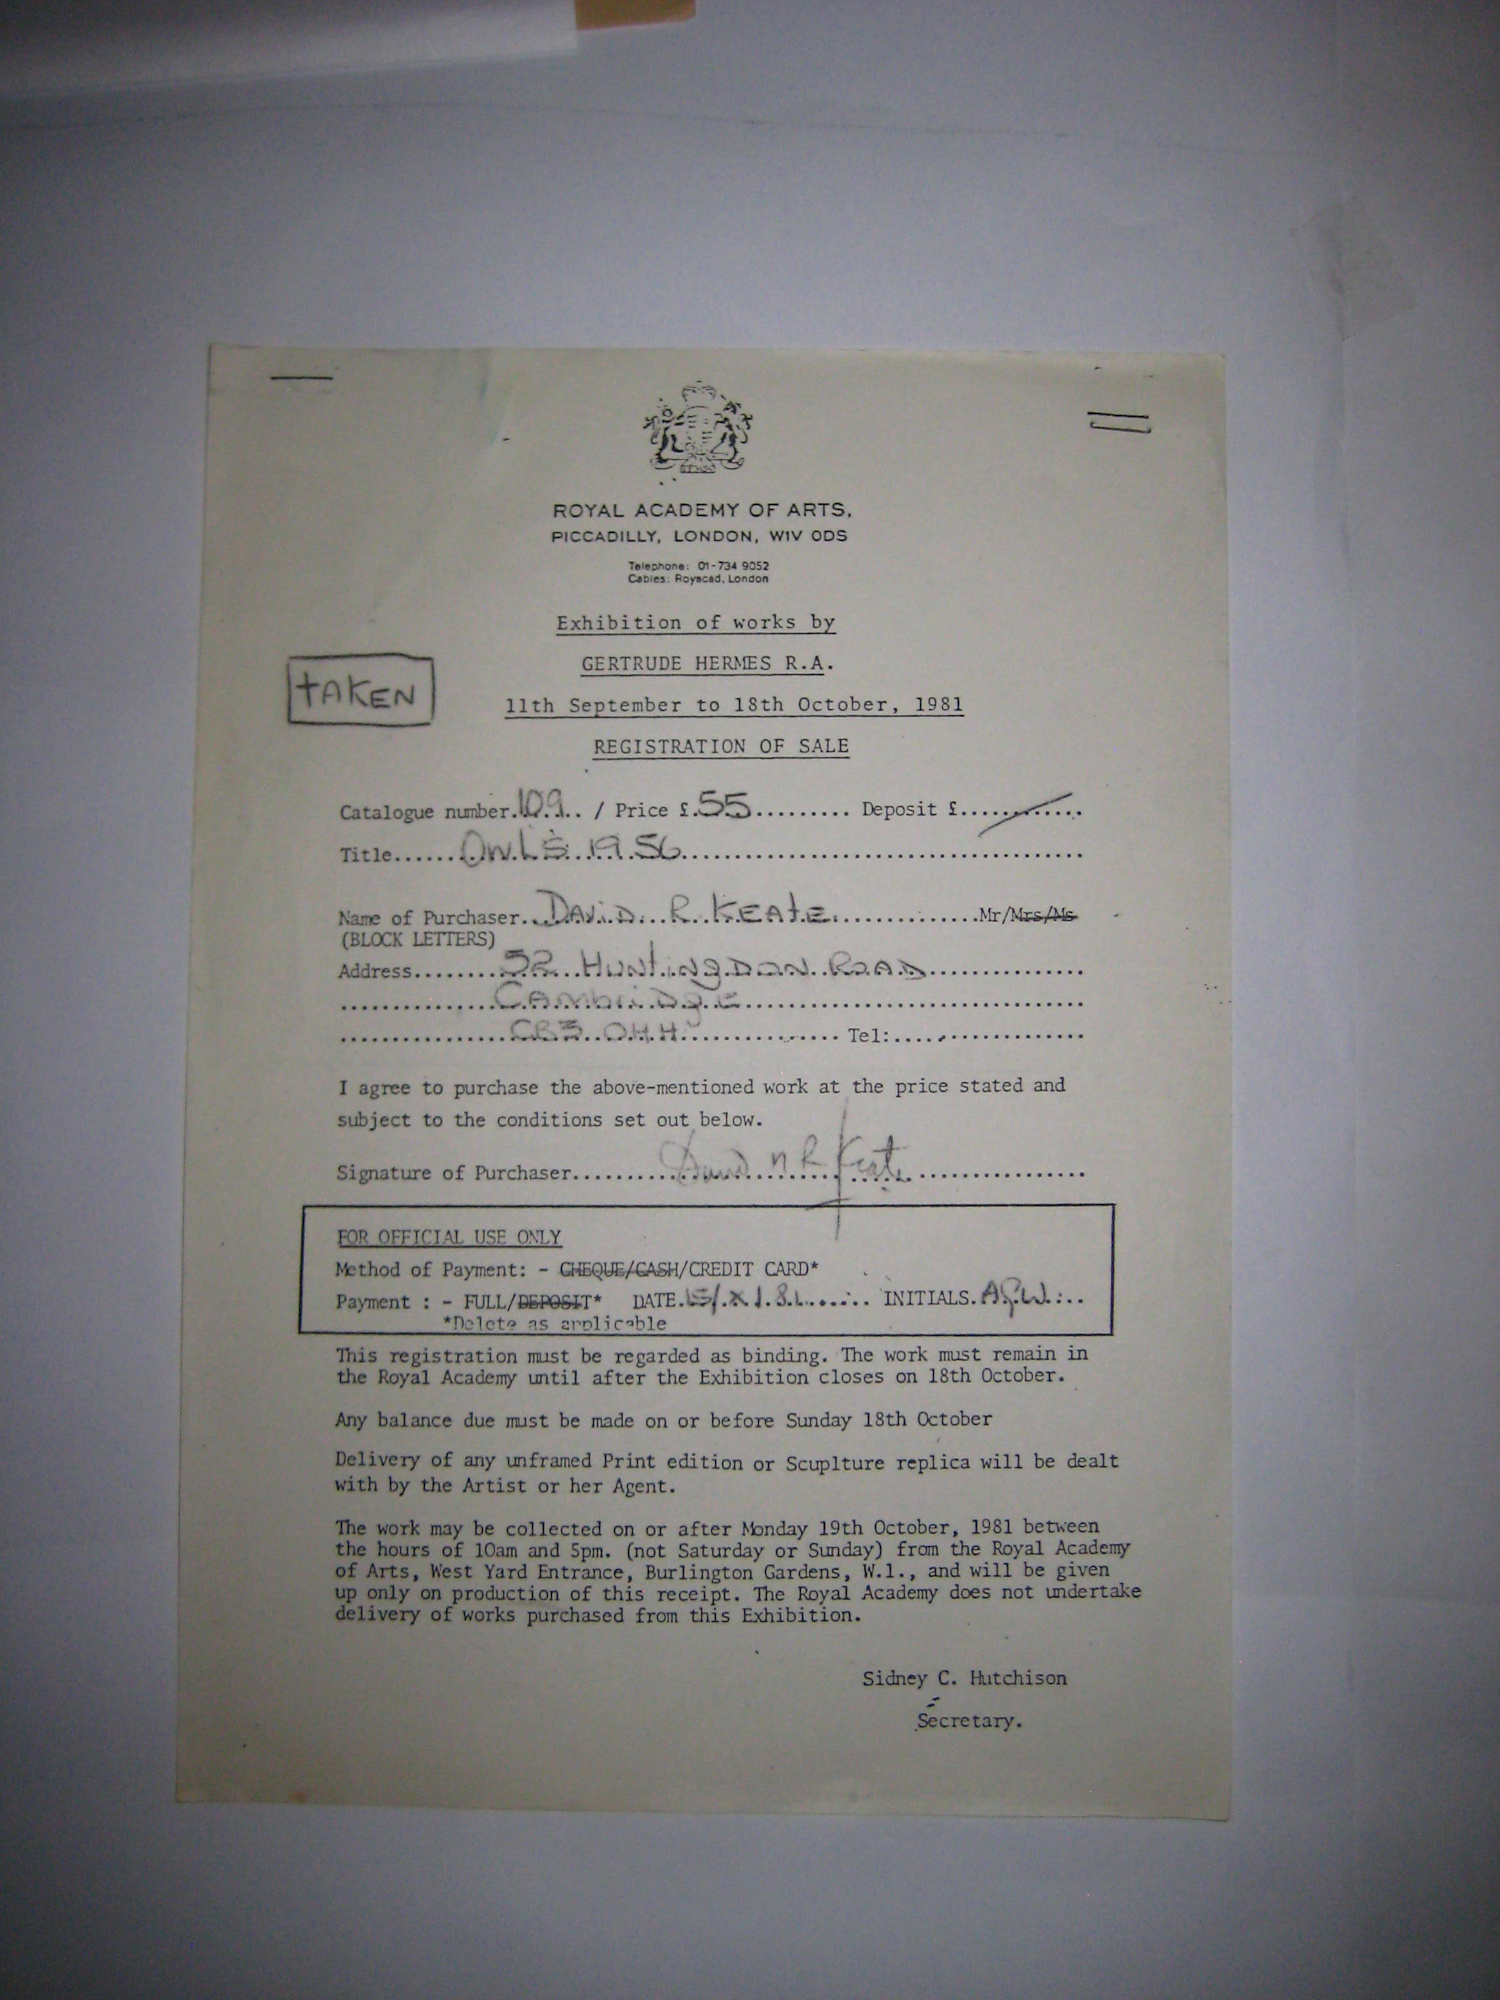 ROYAL ACADEMY OF ARTS,
PICCADILLY, LONDON, W1V 0DS
Telephone: 01-734 9052
Cables: Royacad, London
Exhibition of works by
GERTRUDE HERMES R.A.
TAKEN
11th September to 18th October, 1981
REGISTRATION OF SALE
Catalogue number.109... / Price £.55......... Deposit £............
Title.......OWLS 1956......................................
Name of Purchaser...DAVID R KEATE..............Mr/Mrs/Ms
(BLOCK LETTERS)
Address........52 HUNTINGDON ROAD...............
CAMBRIDGE
CB3 0HH............... Tel:..................
I agree to purchase the above-mentioned work at the price stated and
subject to the conditions set out below.
Signature of Purchaser..........David R Keate................
FOR OFFICIAL USE ONLY
Method of Payment: - CHEQUE/CASH/CREDIT CARD*
Payment : - FULL/DEPOSIT* DATE.15/X/81...... INITIALS.
*Delete as applicable
This registration must be regarded as binding. The work must remain in
the Royal Academy until after the Exhibition closes on 18th October.
Any balance due must be made on or before Sunday 18th October
Delivery of any unframed Print edition or Scuplture replica will be dealt
with by the Artist or her Agent.
The work may be collected on or after Monday 19th October, 1981 between
the hours of 10am and 5pm. (not Saturday or Sunday) from the Royal Academy
of Arts, West Yard Entrance, Burlington Gardens, W.1., and will be given
up only on production of this receipt. The Royal Academy does not undertake
delivery of works purchased from this Exhibition.
Sidney C. Hutchison
Secretary.